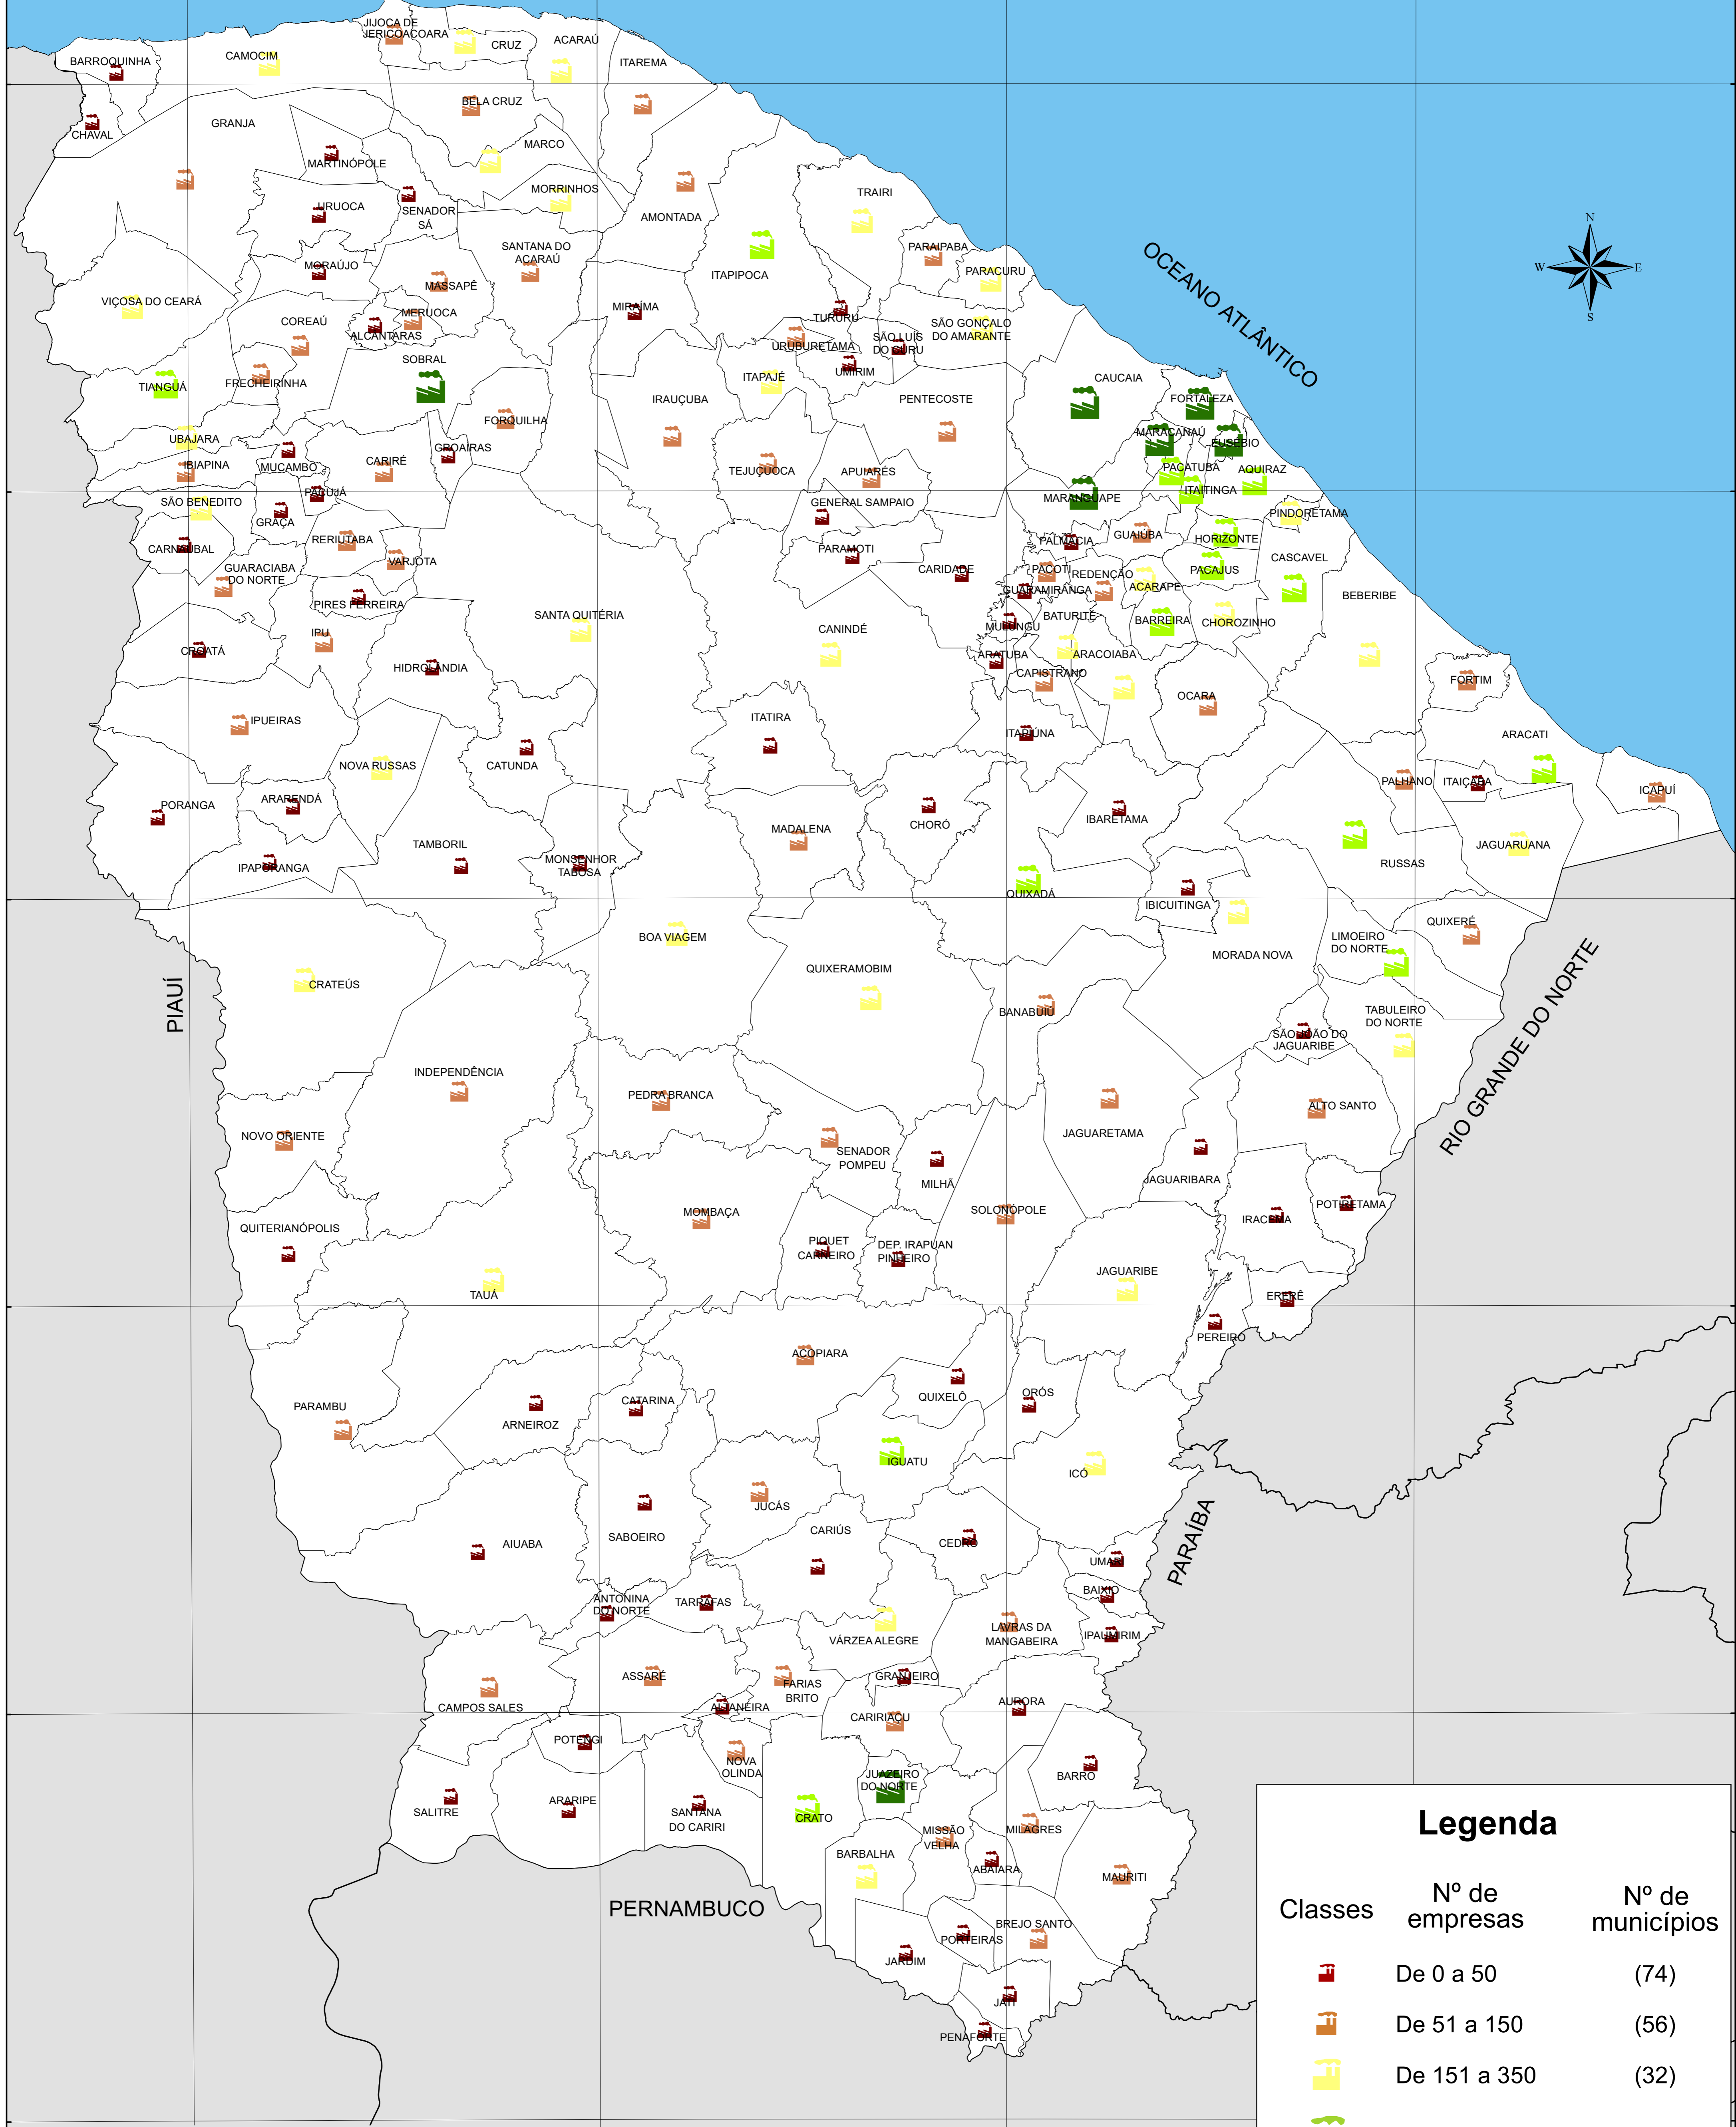 JIJOCA DE
JERICOACOARA
CRUZ
ACARAÚ
ITAREMA
BARROQUINHA
CAMOCIM
CHAVAL
GRANJA
BELA CRUZ
MARCO
MARTINÓPOLE
MORRINHOS
URUOCA
SENADOR
SÁ
AMONTADA
TRAIRI
SANTANA DO
ACARAÚ
PARAIPABA
N
W
E
S
OCEANO ATLÂNTICO
MORAÚJO
MASSAPÊ
ITAPIPOCA
PARACURU
VIÇOSA DO CEARÁ
MIRAÍMA
MERUOCA
COREAÚ
ALCÂNTARAS
TURURU
SÃO GONÇALO
DO AMARANTE
SÃO LUÍS
DO CURU
URUBURETAMA
SOBRAL
UMIRIM
ITAPAJÉ
CAUCAIA
TIANGUÁ
FRECHEIRINHA
IRAUÇUBA
PENTECOSTE
FORTALEZA
FORQUILHA
MARACANAÚ
EUSÉBIO
UBAJARA
GROAÍRAS
IBIAPINA
MUCAMBO
CARIRÉ
TEJUÇUOCA
APUIARÉS
PACATUBA
AQUIRAZ
ITAITINGA
PACUJÁ
SÃO BENEDITO
GENERAL SAMPAIO
MARANGUAPE
PINDORETAMA
GRAÇA
RERIUTABA
GUAIÚBA
HORIZONTE
PALMÁCIA
CARNAUBAL
PARAMOTI
CASCAVEL
VARJOTA
GUARACIABA
DO NORTE
CARIDADE
PACOTI
REDENÇÃO
PACAJUS
ACARAPE
GUARAMIRANGA
BEBERIBE
PIRES FERREIRA
SANTA QUITÉRIA
BATURITÉ
MULUNGU
BARREIRA
CHOROZINHO
IPU
CANINDÉ
CROATÁ
ARATUBA
ARACOIABA
HIDROLÂNDIA
CAPISTRANO
FORTIM
OCARA
IPUEIRAS
ITATIRA
ITAPIÚNA
ARACATI
NOVA RUSSAS
CATUNDA
PALHANO
ITAIÇABA
ICAPUÍ
PORANGA
ARARENDÁ
IBARETAMA
CHORÓ
MADALENA
TAMBORIL
JAGUARUANA
MONSENHOR
TABOSA
RUSSAS
IPAPORANGA
QUIXADÁ
IBICUITINGA
QUIXERÉ
BOA VIAGEM
LIMOEIRO
DO NORTE
MORADA NOVA
QUIXERAMOBIM
CRATEÚS
PIAUÍ
BANABUIÚ
TABULEIRO
DO NORTE
SÃO JOÃO DO
JAGUARIBE
RIO GRANDE DO NORTE
INDEPENDÊNCIA
PEDRA BRANCA
ALTO SANTO
NOVO ORIENTE
JAGUARETAMA
SENADOR
POMPEU
JAGUARIBARA
MILHÃ
POTIRETAMA
MOMBAÇA
SOLONÓPOLE
IRACEMA
QUITERIANÓPOLIS
PIQUET
CARNEIRO
DEP. IRAPUAN
PINHEIRO
JAGUARIBE
TAUÁ
ERERÊ
PEREIRO
ACOPIARA
QUIXELÔ
ORÓS
PARAMBU
CATARINA
ARNEIROZ
IGUATU
ICÓ
JUCÁS
PARAÍBA
CARIÚS
SABOEIRO
AIUABA
CEDRO
UMARI
BAIXIO
ANTONINA
DO NORTE
TARRAFAS
LAVRAS DA
MANGABEIRA
IPAUMIRIM
VÁRZEA ALEGRE
ASSARÉ
GRANJEIRO
FARIAS
BRITO
CAMPOS SALES
ALTANEIRA
AURORA
CARIRIAÇU
POTENGI
NOVA
OLINDA
JUAZEIRO
DO NORTE
BARRO
ARARIPE
SALITRE
SANTANA
DO CARIRI
CRATO
MISSÃO
VELHA
MILAGRES
BARBALHA
ABAIARA
MAURITI
PERNAMBUCO
BREJO SANTO
PORTEIRAS
JARDIM
JATI
PENAFORTE
Legenda
Classes
Nº de
empresas
Nº de
municípios
De 0 a 50
(74)
De 51 a 150
(56)
De 151 a 350
(32)